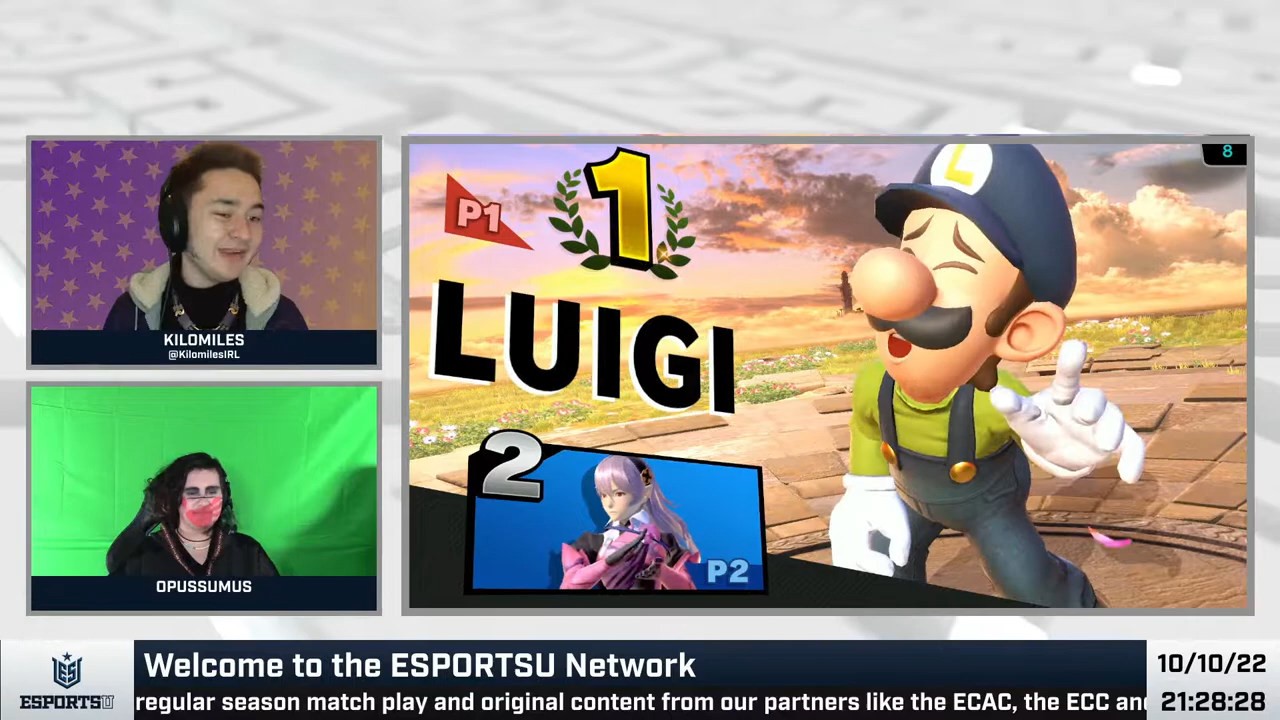 8
P1
1
LUIGI
2
P2
L
KILOMILES
@KilomilesIRL
OPUSSUMUS
ESPORTSU
Welcome to the ESPORTSU Network
regular season match play and original content from our partners like the ECAC, the ECC and
10/10/22
21:28:28